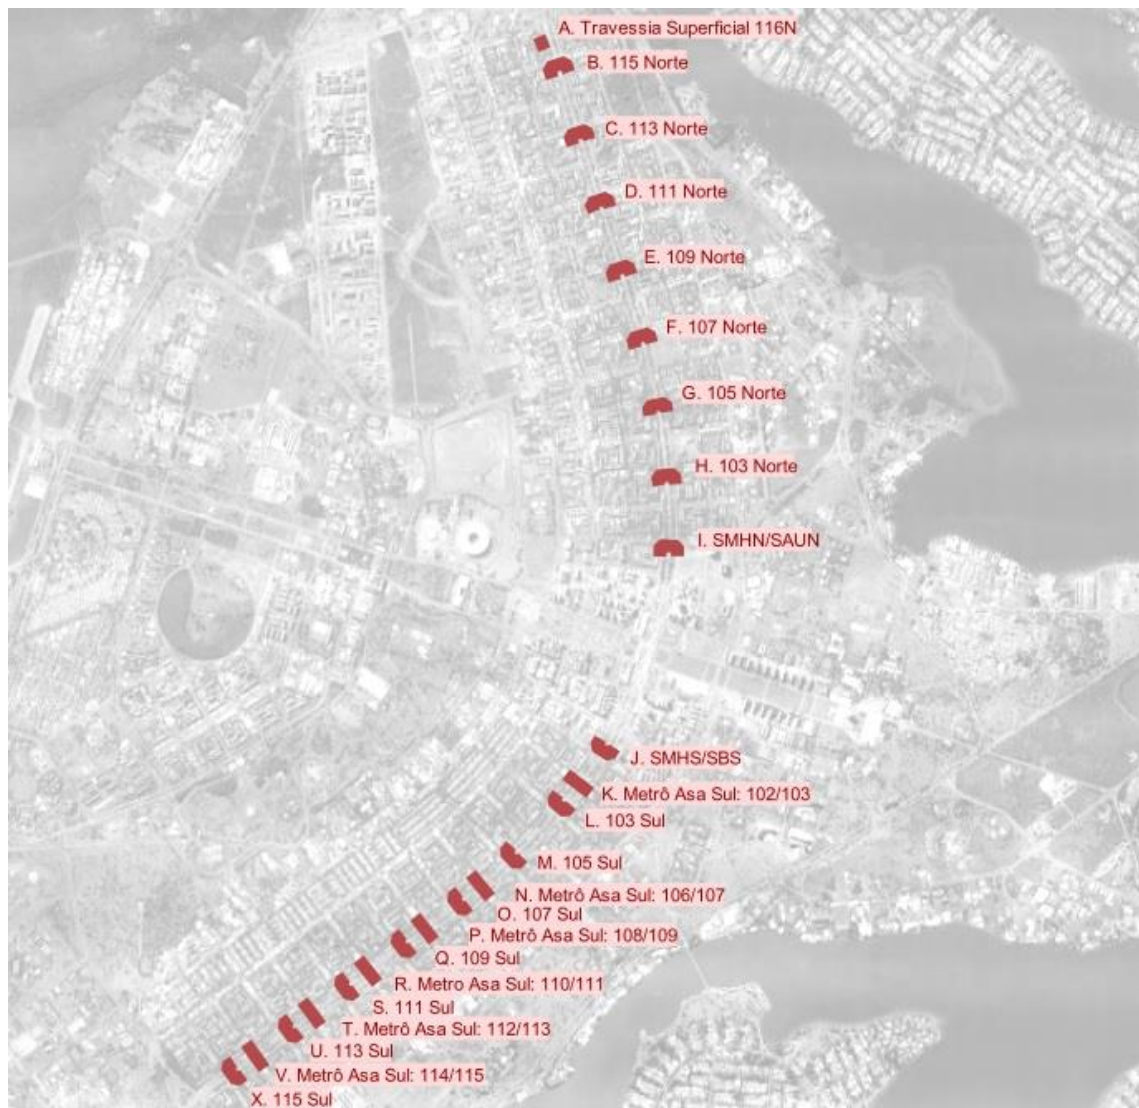 A. Travessia Superficial 116N
B. 115 Norte
C. 113 Norte
D. 111 Norte
E. 109 Norte
F. 107 Norte
G. 105 Norte
H. 103 Norte
I. SMHN/SAUN
J. SMHS/SBS
K. Metrô Asa Sul: 102/103
L. 103 Sul
M. 105 Sul
N. Metrô Asa Sul: 106/107
O. 107 Sul
P. Metrô Asa Sul: 108/109
Q. 109 Sul
R. Metro Asa Sul: 110/111
S. 111 Sul
T. Metrô Asa Sul: 112/113
U. 113 Sul
V. Metrô Asa Sul: 114/115
X. 115 Sul